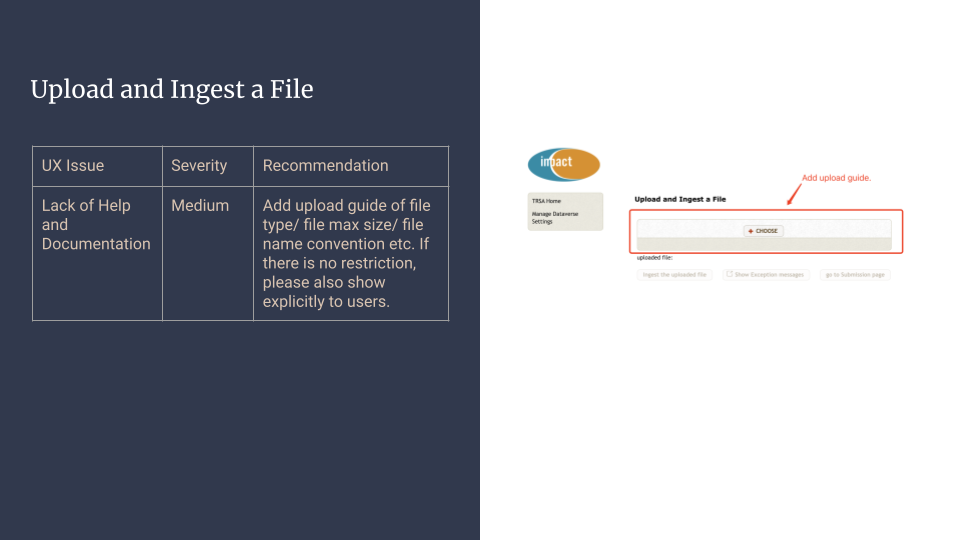 Upload and Ingest a File
UX Issue
Severity
Recommendation
Lack of Help
and
Documentation
Medium
Add upload guide of file
type/ file max size/ file
name convention etc. If
there is no restriction,
please also show
explicitly to users.
impact
TRSA Home
Manage Dataverse
Settings
Add upload guide.
Upload and Ingest a File
+ CHOOSE
uploaded file:
Ingest the uploaded file
Show Exception messages
go to Submission page